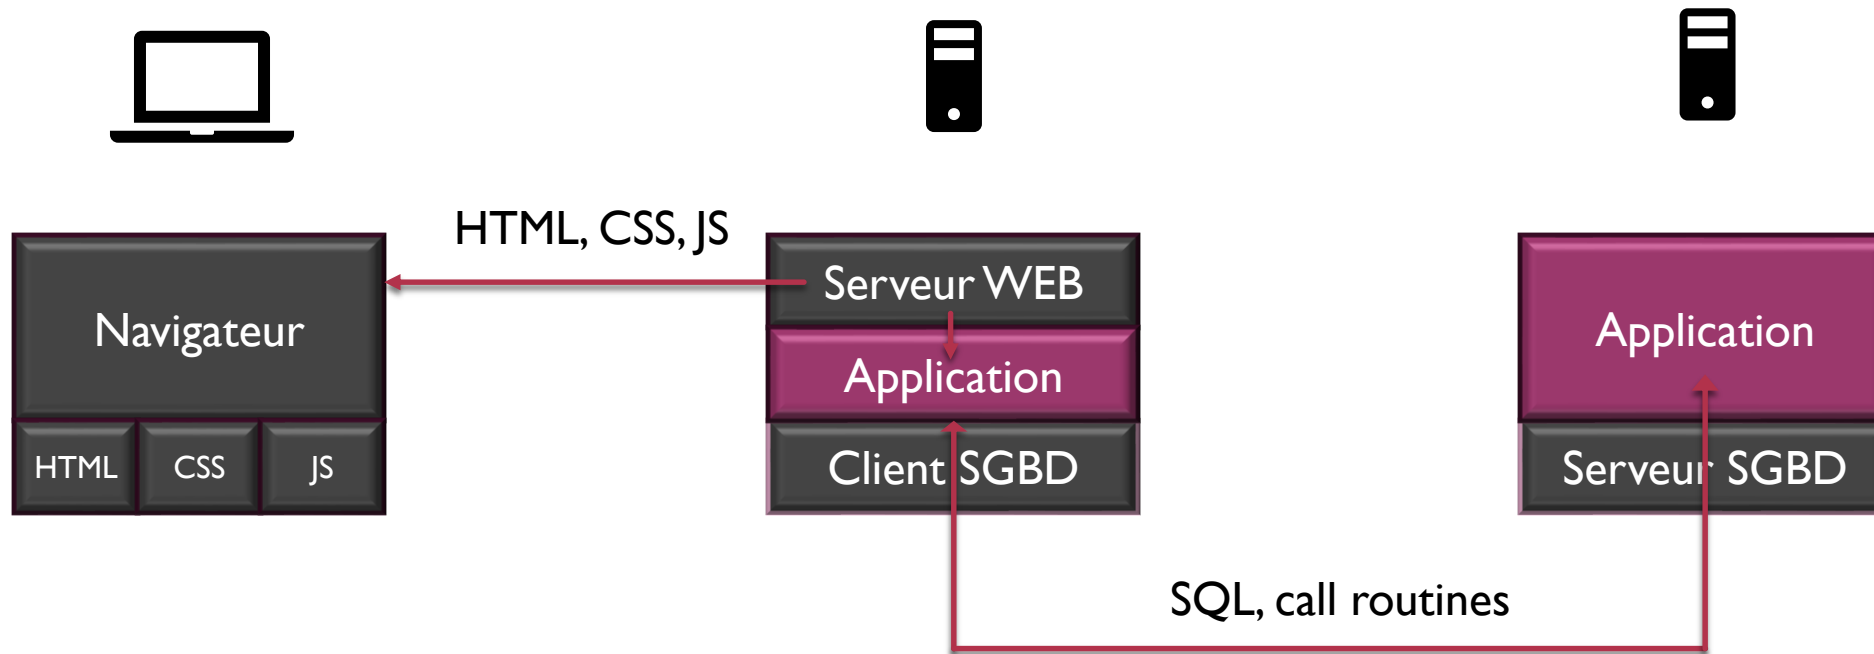 HTML, CSS, JS
Navigateur
HTML
CSS
JS
Serveur WEB
Application
Client SGBD
Application
Serveur SGBD
SQL, call routines